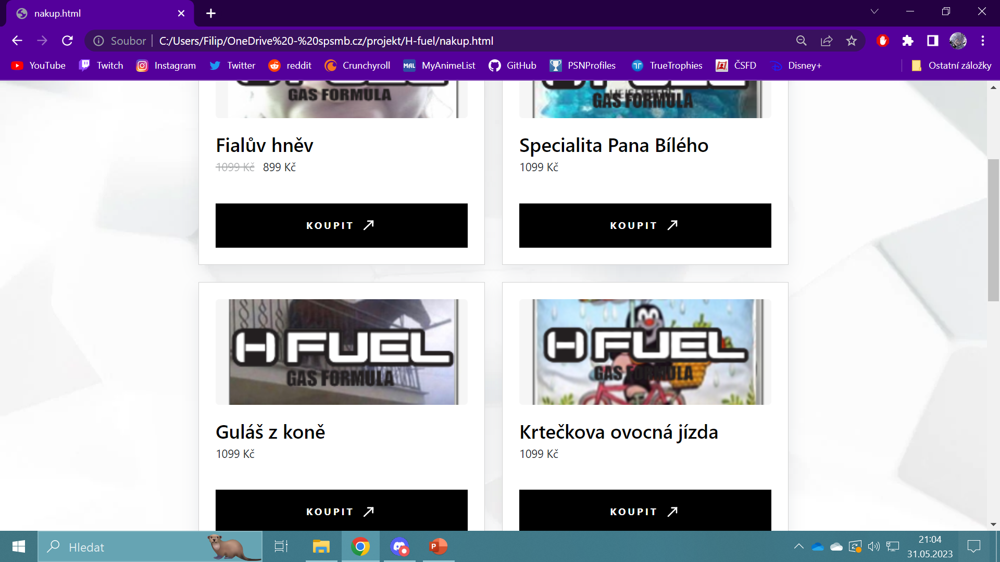 nakup.html
Soubor
C:/Users/Filip/OneDrive%20-%20spsmb.cz/projekt/H-fuel/nakup.html
YouTube
Twitch
Instagram
Twitter
reddit
Crunchyroll
MAL MyAnimeList
GitHub
PSNProfiles
TrueTrophies
ČSFD
Disney+
Ostatní záložky
GAS FORMULA
GAS FORMULA
Fialův hněv
1099 Kč 899 Kč
KOUPIT
Specialita Pana Bílého
1099 Kč
KOUPIT
H FUEL
GAS FORMULA
Guláš z koně
1099 Kč
KOUPIT
H FUEL
GAS FORMULA
Krtečkova ovocná jízda
1099 Kč
KOUPIT
Hledat
21:04
31.05.2023